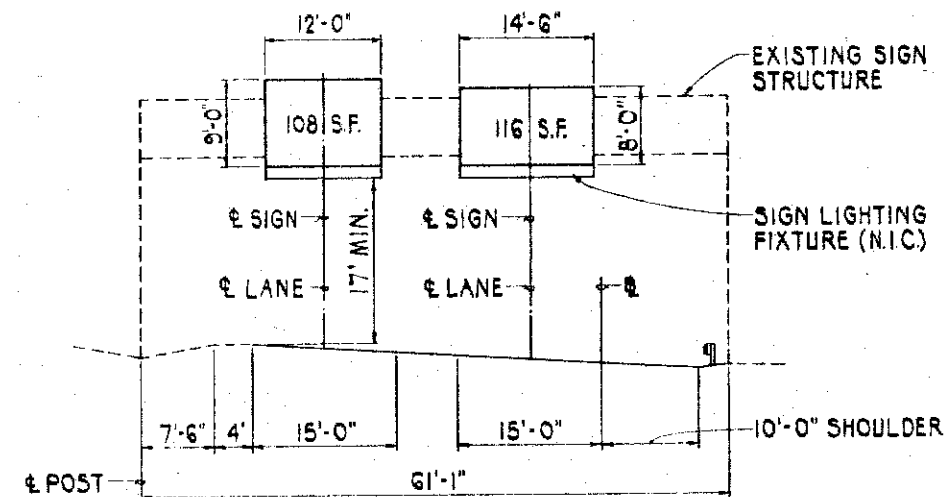 12'-0"
14'-6"
EXISTING SIGN
STRUCTURE
9'-0"
108 S.F.
116 S.F.
8'-0"
℄ SIGN
17' MIN.
℄ SIGN
SIGN LIGHTING
FIXTURE (N.I.C.)
℄ LANE
℄ LANE
7'-6"
4'
15'-0"
15'-0"
10'-0" SHOULDER
℄ POST
61'-1"